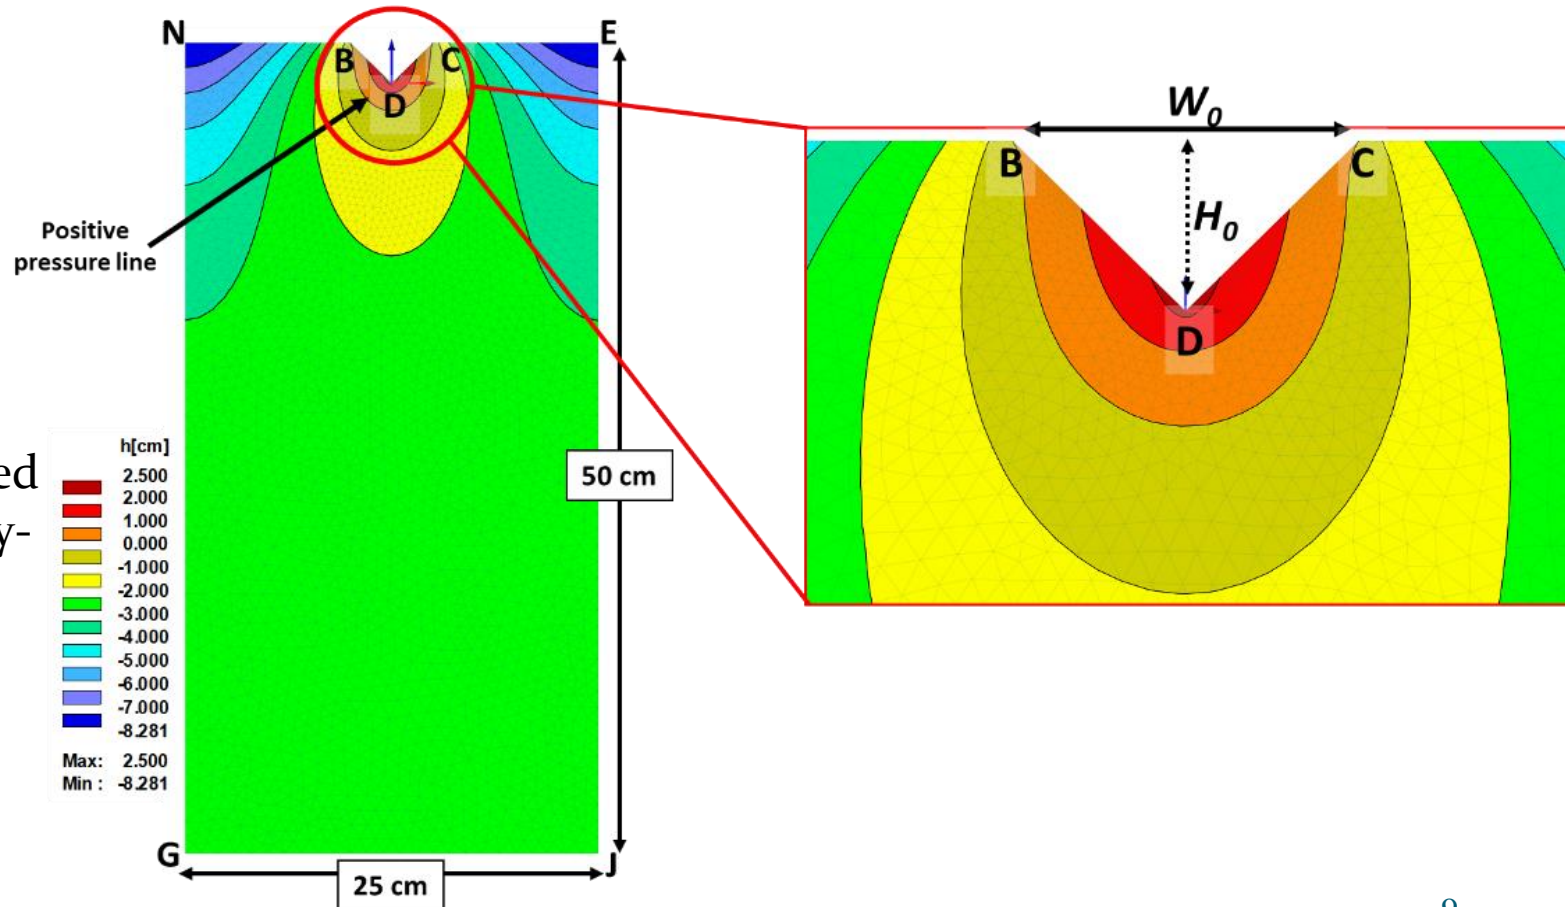 N
E
B
C
D
Positive
pressure line
W0
B
C
H0
D
h[cm]
2.500
2.000
1.000
0.000
-1.000
-2.000
-3.000
-4.000
-5.000
-6.000
-7.000
-8.281
Max: 2.500
Min : -8.281
ed
y-
50 cm
G
J
25 cm